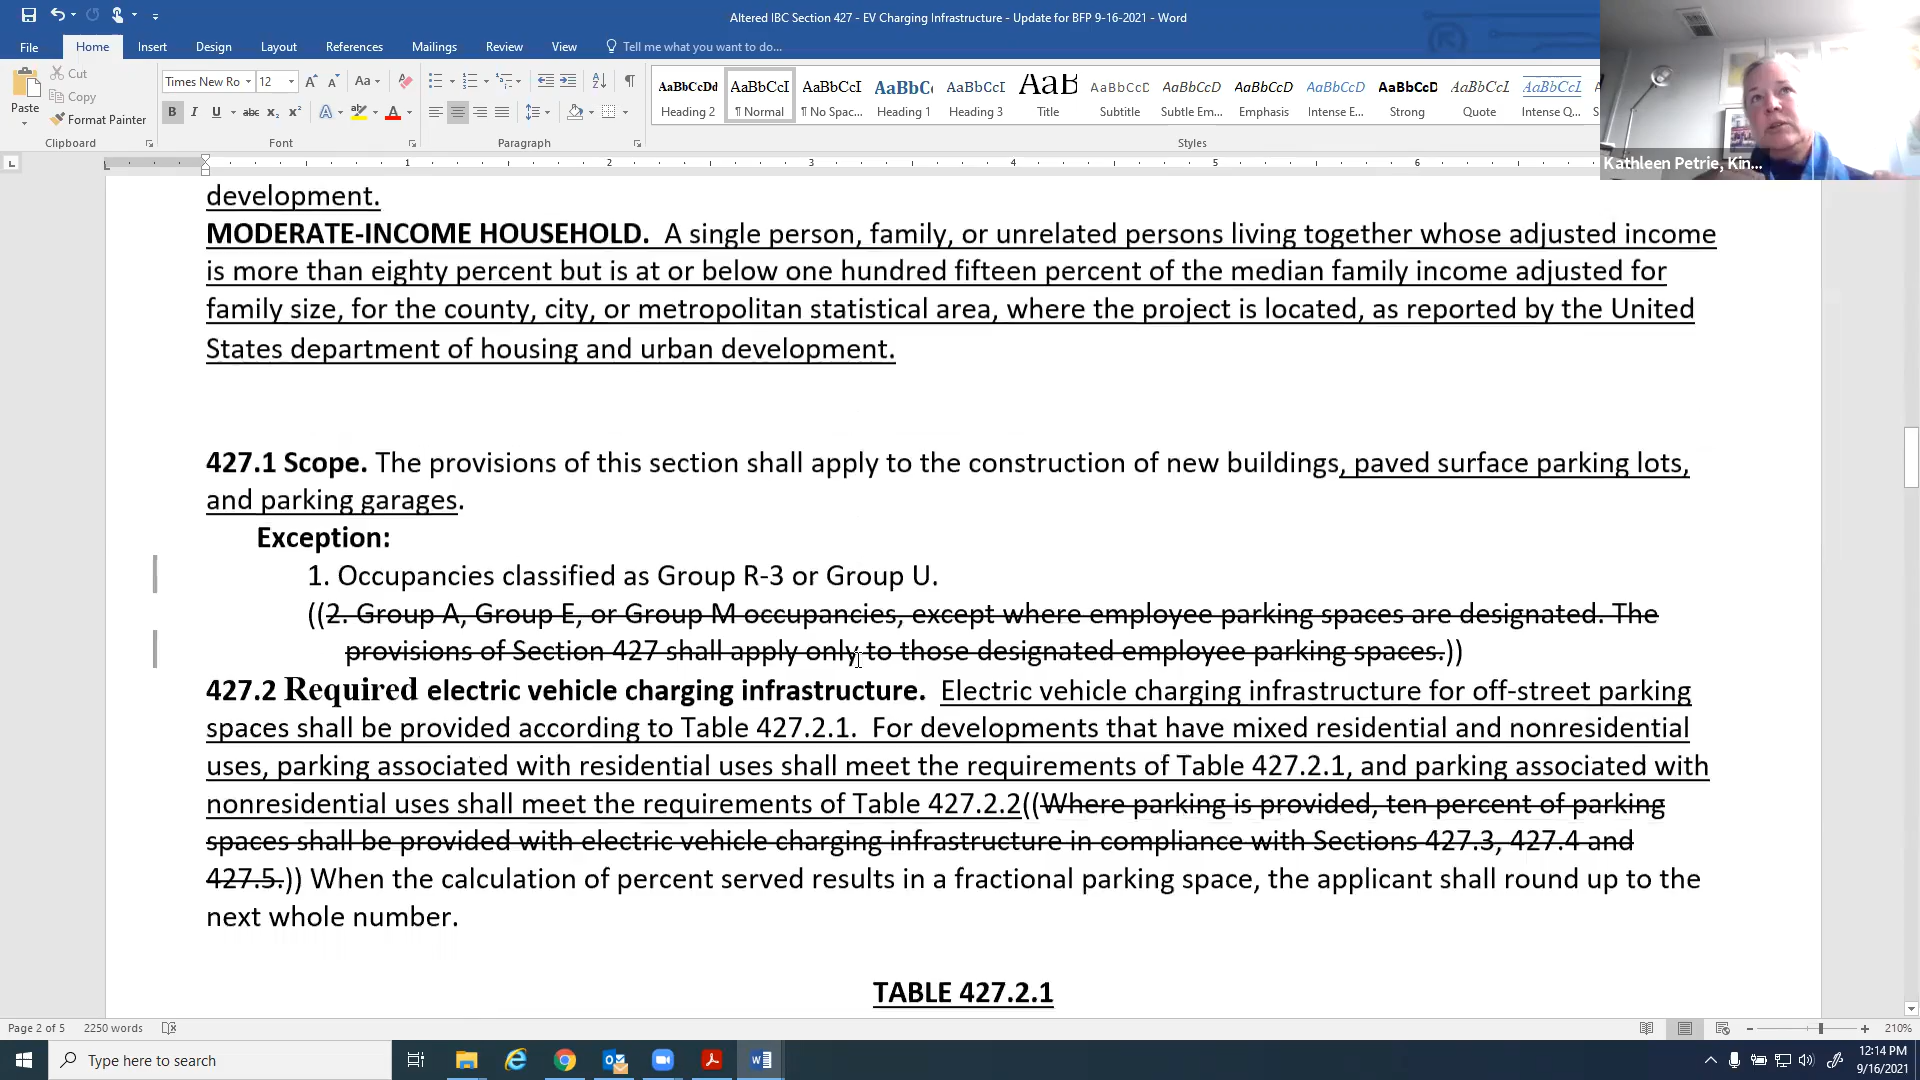 Altered IBC Section 427 - EV Charging Infrastructure - Update for BFP 9-16-2021 - Word
File Home Insert Design Layout References Mailings Review View Tell me what you want to do...
Kathleen Petrie, Kin...
Paste Cut
Copy
Format Painter
Clipboard
Times New Ro 12
B I U abc x₂ x²
Font
Paragraph
AaBbCcDd AaBbCcI AaBbCcI AaBbC AaBbCcI AaB AaBbCcD AaBbCcD AaBbCcD AaBbCcD AaBbCcD AaBbCcI AaBbCcI
Heading 2 ¶ Normal ¶ No Spac... Heading 1 Heading 3 Title Subtitle Subtle Em... Emphasis Intense E... Strong Quote Intense Q...
Styles
1 2 3 4 5 6
development.
MODERATE-INCOME HOUSEHOLD. A single person, family, or unrelated persons living together whose adjusted income
is more than eighty percent but is at or below one hundred fifteen percent of the median family income adjusted for
family size, for the county, city, or metropolitan statistical area, where the project is located, as reported by the United
States department of housing and urban development.
427.1 Scope. The provisions of this section shall apply to the construction of new buildings, paved surface parking lots,
and parking garages.
Exception:
1. Occupancies classified as Group R-3 or Group U.
((2. Group A, Group E, or Group M occupancies, except where employee parking spaces are designated. The
provisions of Section 427 shall apply only to those designated employee parking spaces.))
427.2 Required electric vehicle charging infrastructure. Electric vehicle charging infrastructure for off-street parking
spaces shall be provided according to Table 427.2.1. For developments that have mixed residential and nonresidential
uses, parking associated with residential uses shall meet the requirements of Table 427.2.1, and parking associated with
nonresidential uses shall meet the requirements of Table 427.2.2((Where parking is provided, ten percent of parking
spaces shall be provided with electric vehicle charging infrastructure in compliance with Sections 427.3, 427.4 and
427.5.)) When the calculation of percent served results in a fractional parking space, the applicant shall round up to the
next whole number.
TABLE 427.2.1
Page 2 of 5 2250 words 210%
Type here to search
12:14 PM
9/16/2021